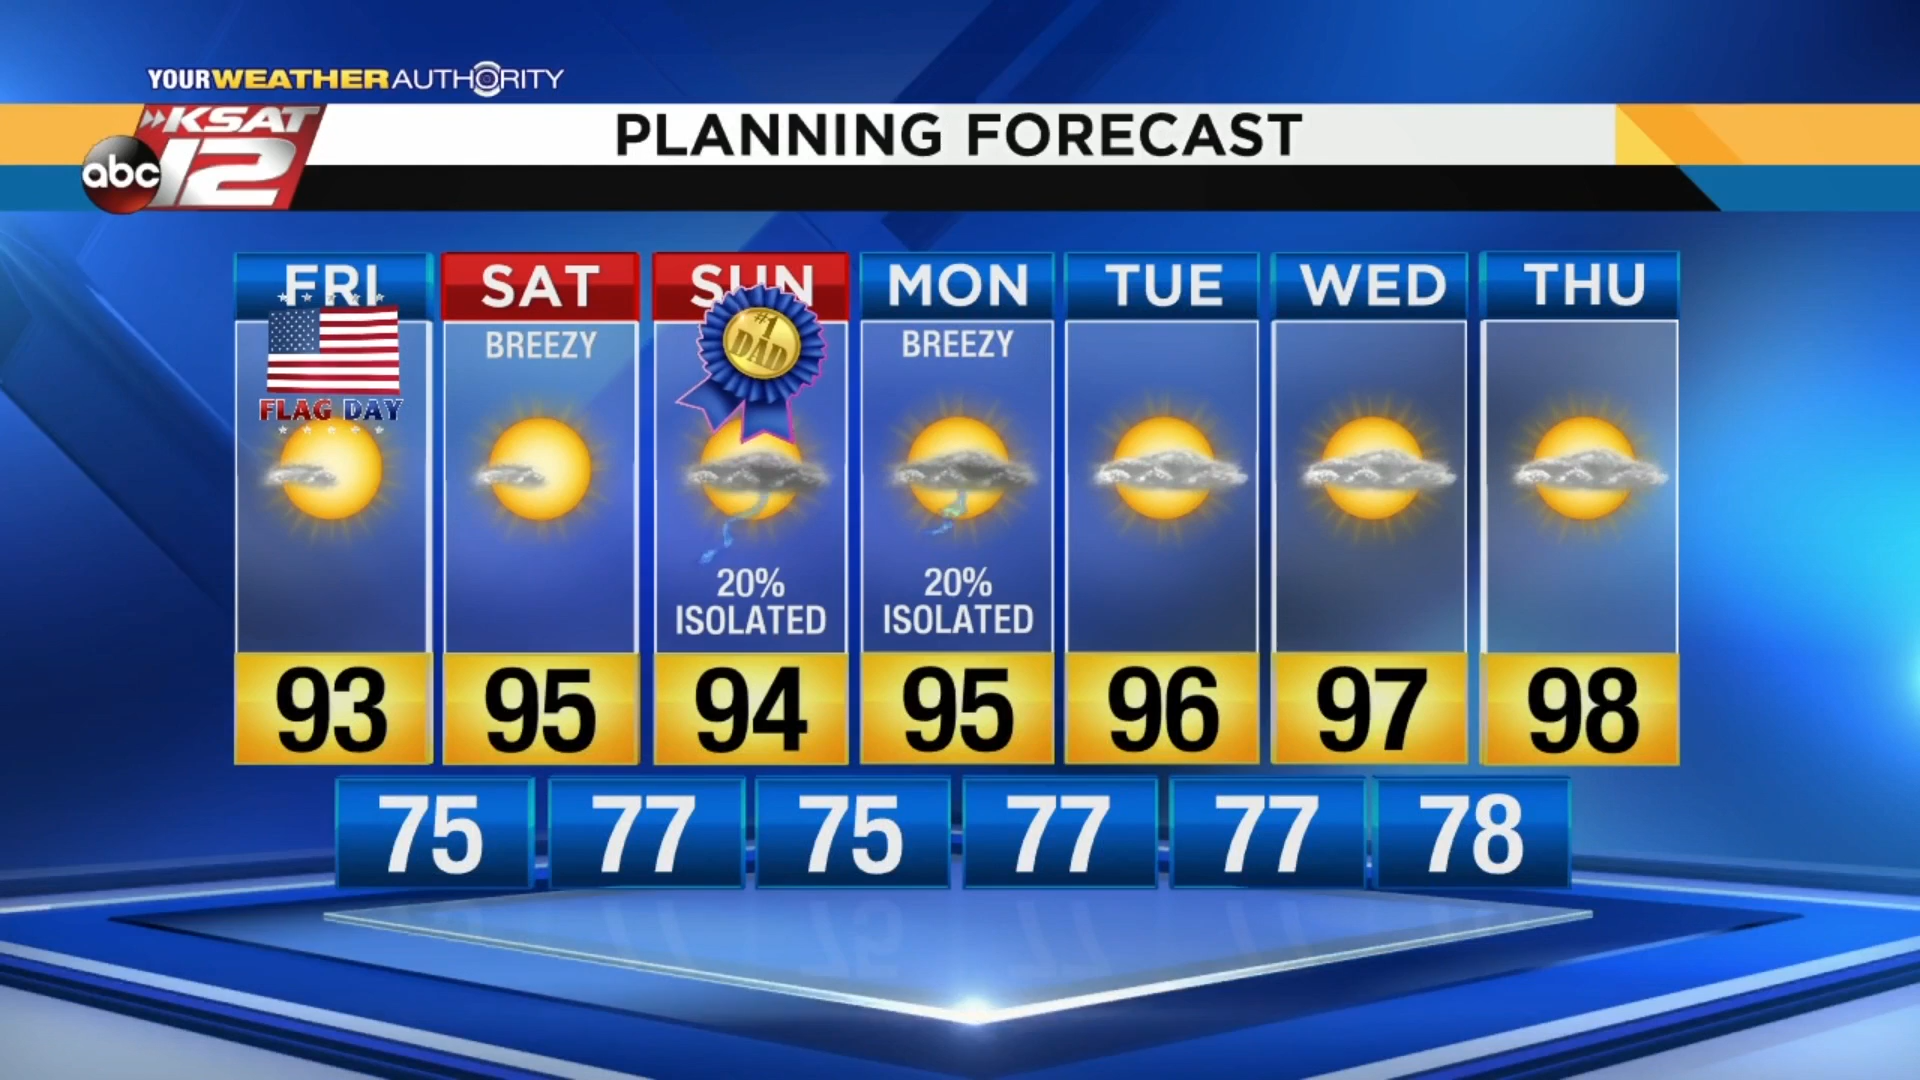 YOURWEATHERAUTHORITY
KSAT
abc
12
PLANNING FORECAST
FRI
SAT
SUN
MON
TUE
WED
THU
FLAG DAY
BREEZY
#1
DAD
BREEZY
20%
ISOLATED
20%
ISOLATED
93
95
94
95
96
97
98
75
77
75
77
77
78